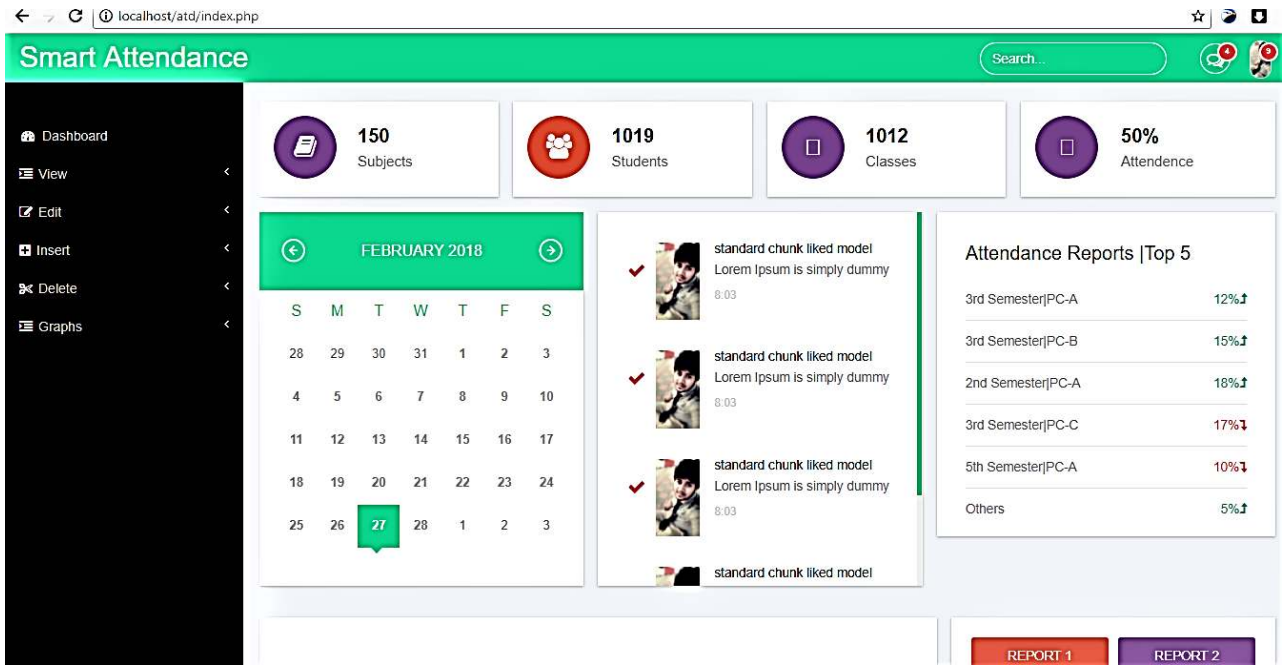 localhost/atd/index.php
Smart Attendance
Search...
4
3
Dashboard
View
Edit
Insert
Delete
Graphs
150
Subjects
1019
Students
1012
Classes
50%
Attendence
FEBRUARY 2018
S M T W T F S
28 29 30 31 1 2 3
4 5 6 7 8 9 10
11 12 13 14 15 16 17
18 19 20 21 22 23 24
25 26 27 28 1 2 3
standard chunk liked model
Lorem Ipsum is simply dummy
8:03
standard chunk liked model
Lorem Ipsum is simply dummy
8:03
standard chunk liked model
Lorem Ipsum is simply dummy
8:03
standard chunk liked model
Attendance Reports |Top 5
3rd Semester|PC-A 12%
3rd Semester|PC-B 15%
2nd Semester|PC-A 18%
3rd Semester|PC-C 17%
5th Semester|PC-A 10%
Others 5%
REPORT 1 REPORT 2